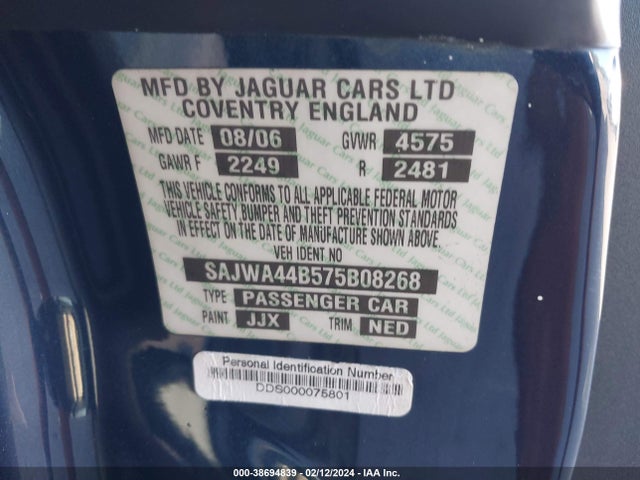 MFD BY JAGUAR CARS LTD
COVENTRY ENGLAND
MFD DATE 08/06 GVWR 4575
GAWR F 2249 R 2481
THIS VEHICLE CONFORMS TO ALL APPLICABLE FEDERAL MOTOR
VEHICLE SAFETY BUMPER AND THEFT PREVENTION STANDARDS
IN EFFECT ON THE DATE OF MANUFACTURE SHOWN ABOVE.
VEH IDENT NO
SAJWA44B575B08268
TYPE PASSENGER CAR
PAINT JJX TRIM NED
Personal Identification Number
DDS000075801
000-38694839 - 02/12/2024 - IAA Inc.